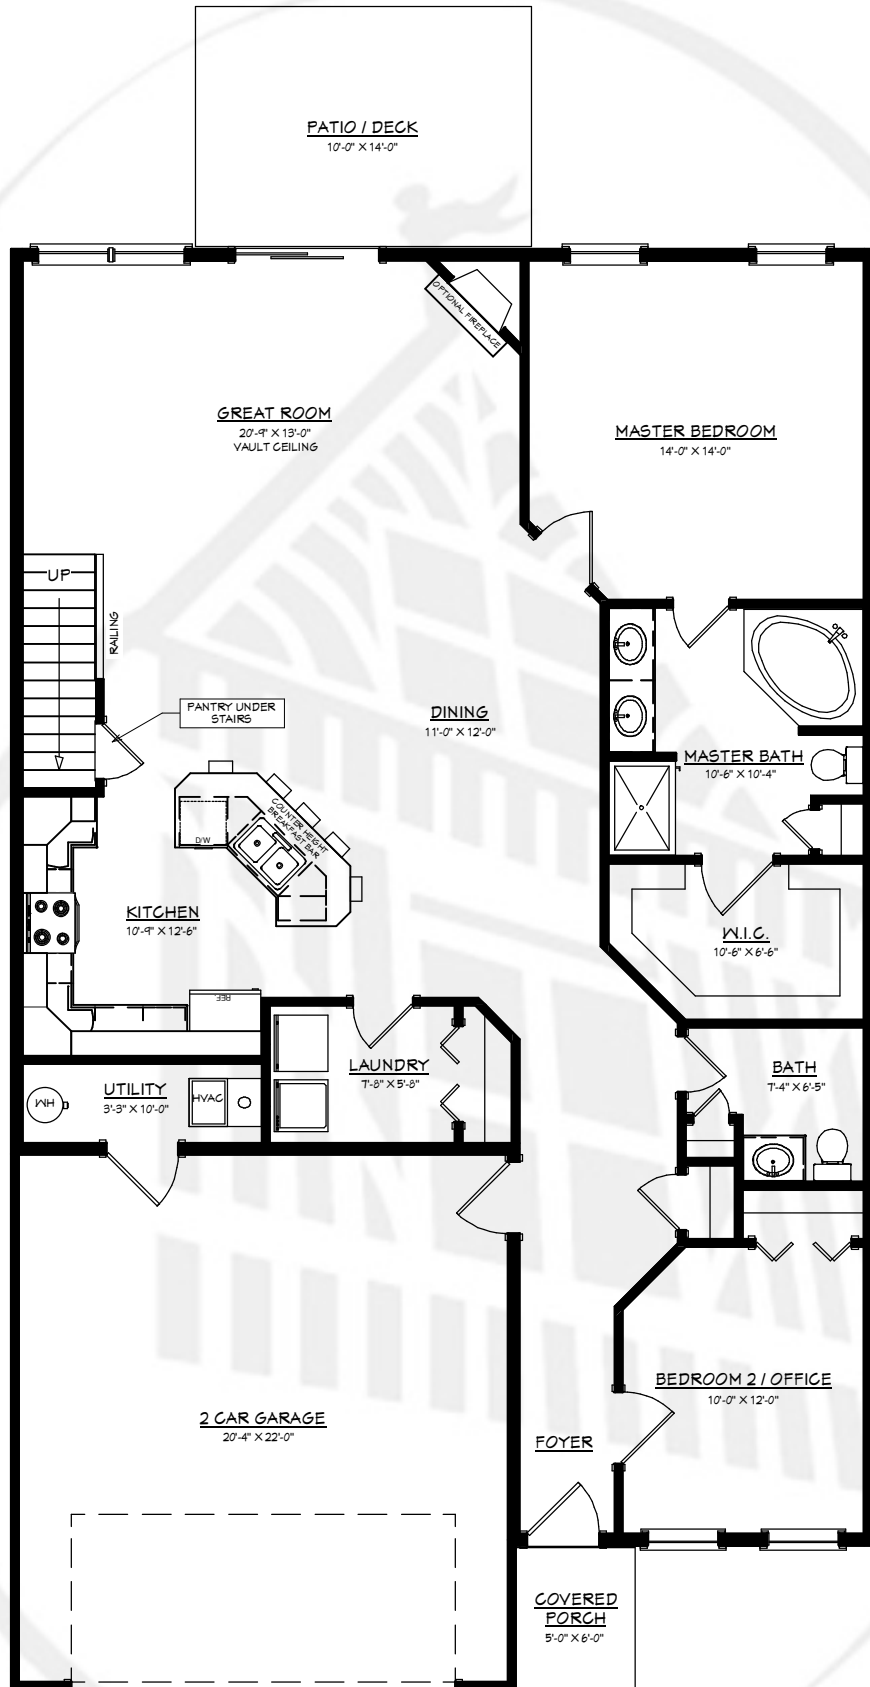 PATIO / DECK
10'-0" X 14'-0"
OPTIONAL FIREPLACE
GREAT ROOM
20'-9" X 13'-0"
VAULT CEILING
MASTER BEDROOM
14'-0" X 14'-0"
UP
RAILING
PANTRY UNDER
STAIRS
DINING
11'-0" X 12'-0"
MASTER BATH
10'-6" X 10'-4"
COUNTER HEIGHT
BREAKFAST BAR
D/W
KITCHEN
10'-9" X 12'-6"
W.I.C.
10'-6" X 6'-6"
REF.
LAUNDRY
7'-8" X 5'-8"
BATH
7'-4" X 6'-5"
UTILITY
3'-3" X 10'-0"
HVAC
WH
BEDROOM 2 / OFFICE
10'-0" X 12'-0"
2 CAR GARAGE
20'-4" X 22'-0"
FOYER
COVERED
PORCH
5'-0" X 6'-0"